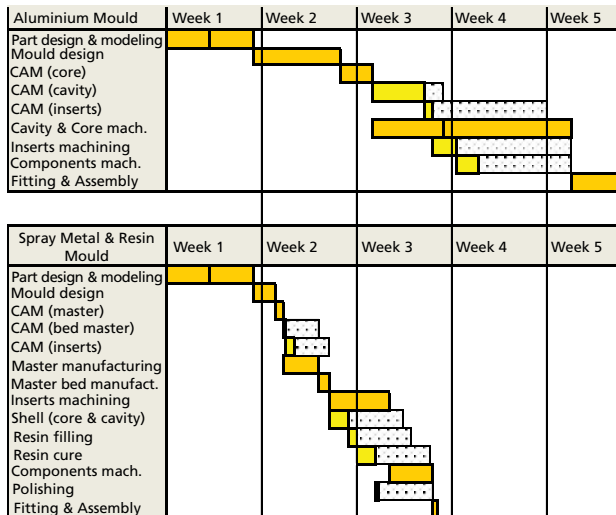 Aluminium Mould Week 1 Week 2 Week 3 Week 4 Week 5
Part design & modeling
Mould design
CAM (core)
CAM (cavity)
CAM (inserts)
Cavity & Core mach.
Inserts machining
Components mach.
Fitting & Assembly
Spray Metal & Resin
Mould
Week 1 Week 2 Week 3 Week 4 Week 5
Part design & modeling
Mould design
CAM (master)
CAM (bed master)
CAM (inserts)
Master manufacturing
Master bed manufact.
Inserts machining
Shell (core & cavity)
Resin filling
Resin cure
Components mach.
Polishing
Fitting & Assembly